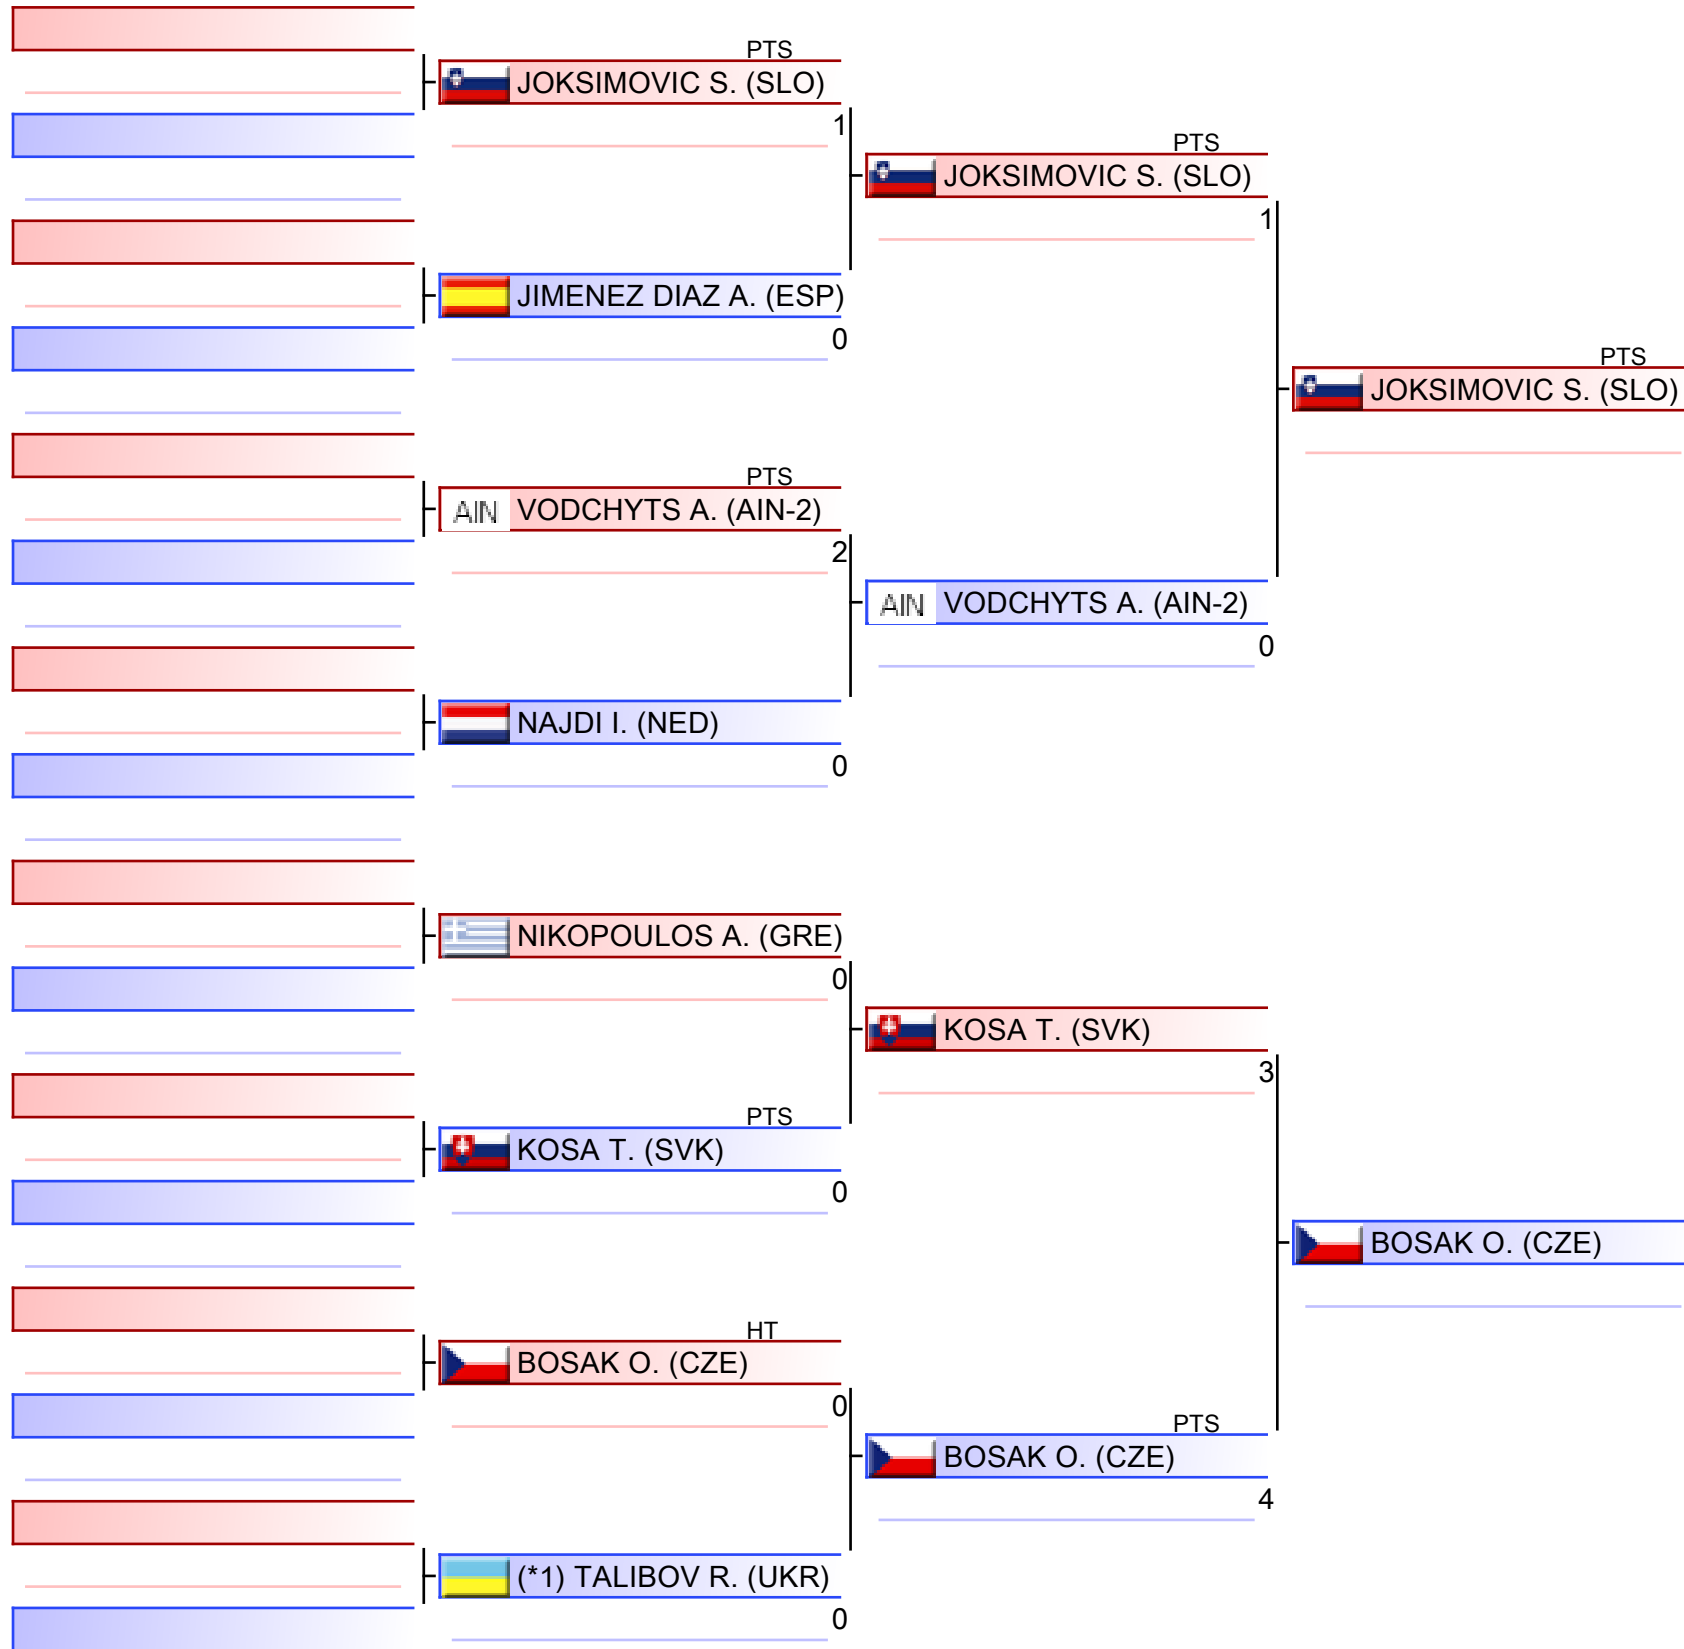 PTS
JOKSIMOVIC S. (SLO)
1
JIMENEZ DIAZ A. (ESP)
0
PTS
AIN VODCHYTS A. (AIN-2)
2
NAJDI I. (NED)
0
NIKOPOULOS A. (GRE)
0
PTS
KOSA T. (SVK)
0
HT
BOSAK O. (CZE)
0
(*1) TALIBOV R. (UKR)
0
PTS
JOKSIMOVIC S. (SLO)
1
AIN VODCHYTS A. (AIN-2)
0
KOSA T. (SVK)
3
PTS
BOSAK O. (CZE)
4
PTS
JOKSIMOVIC S. (SLO)
BOSAK O. (CZE)